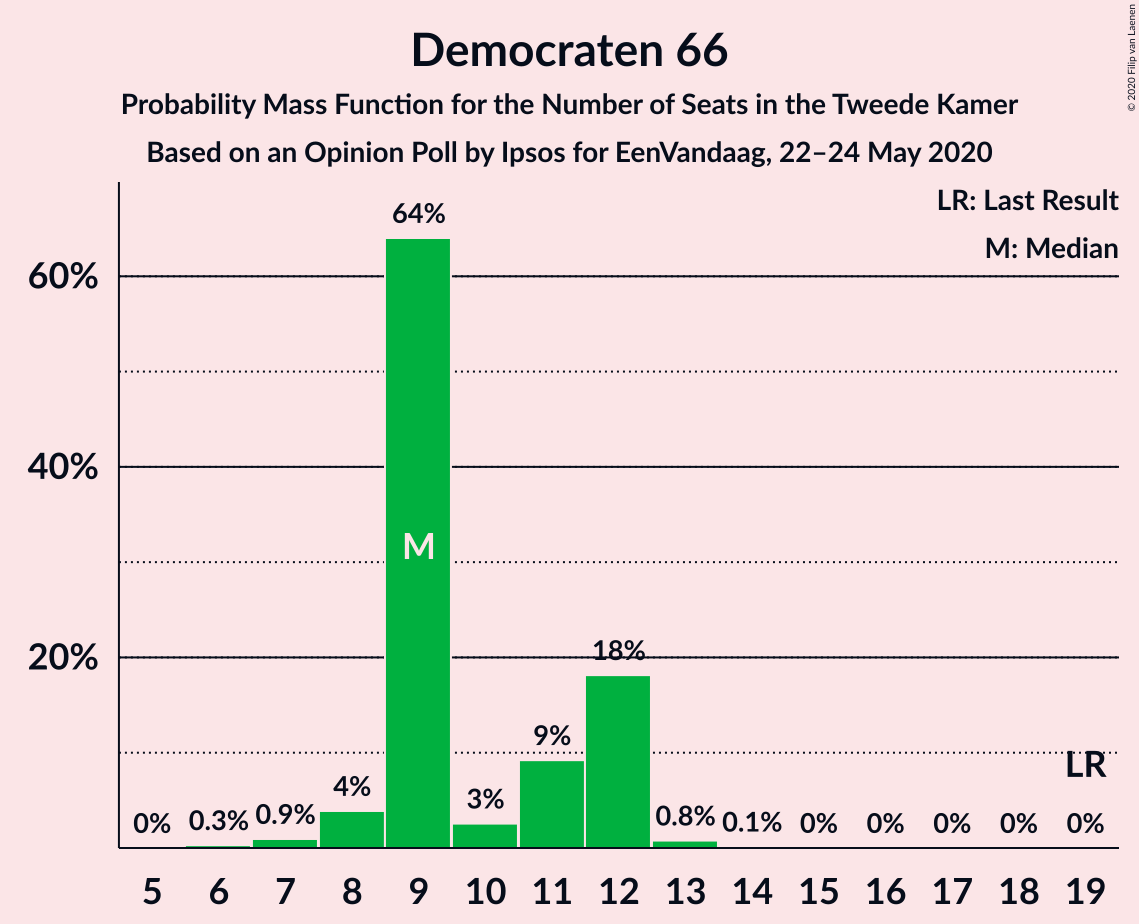 Democraten 66
Probability Mass Function for the Number of Seats in the Tweede Kamer
Based on an Opinion Poll by Ipsos for EenVandaag, 22–24 May 2020
© 2020 Filip van Laenen
LR: Last Result
M: Median
60%
40%
20%
0%
0.3%
0.9%
4%
64%
M
3%
9%
18%
0.8%
0.1%
0%
0%
0%
0%
LR
0%
5 6 7 8 9 10 11 12 13 14 15 16 17 18 19